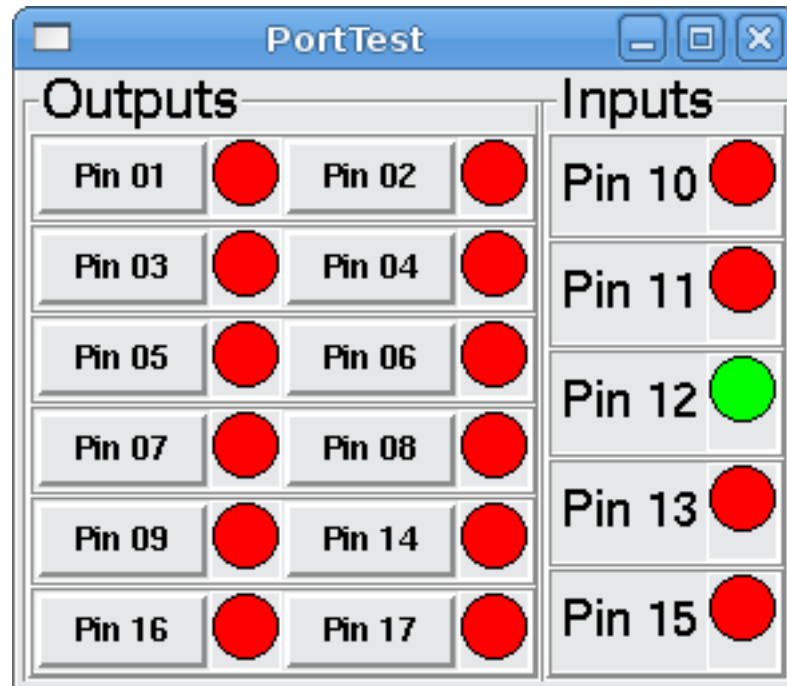 PortTest
Outputs
Pin 01 Pin 02
Pin 03 Pin 04
Pin 05 Pin 06
Pin 07 Pin 08
Pin 09 Pin 14
Pin 16 Pin 17
Inputs
Pin 10
Pin 11
Pin 12
Pin 13
Pin 15